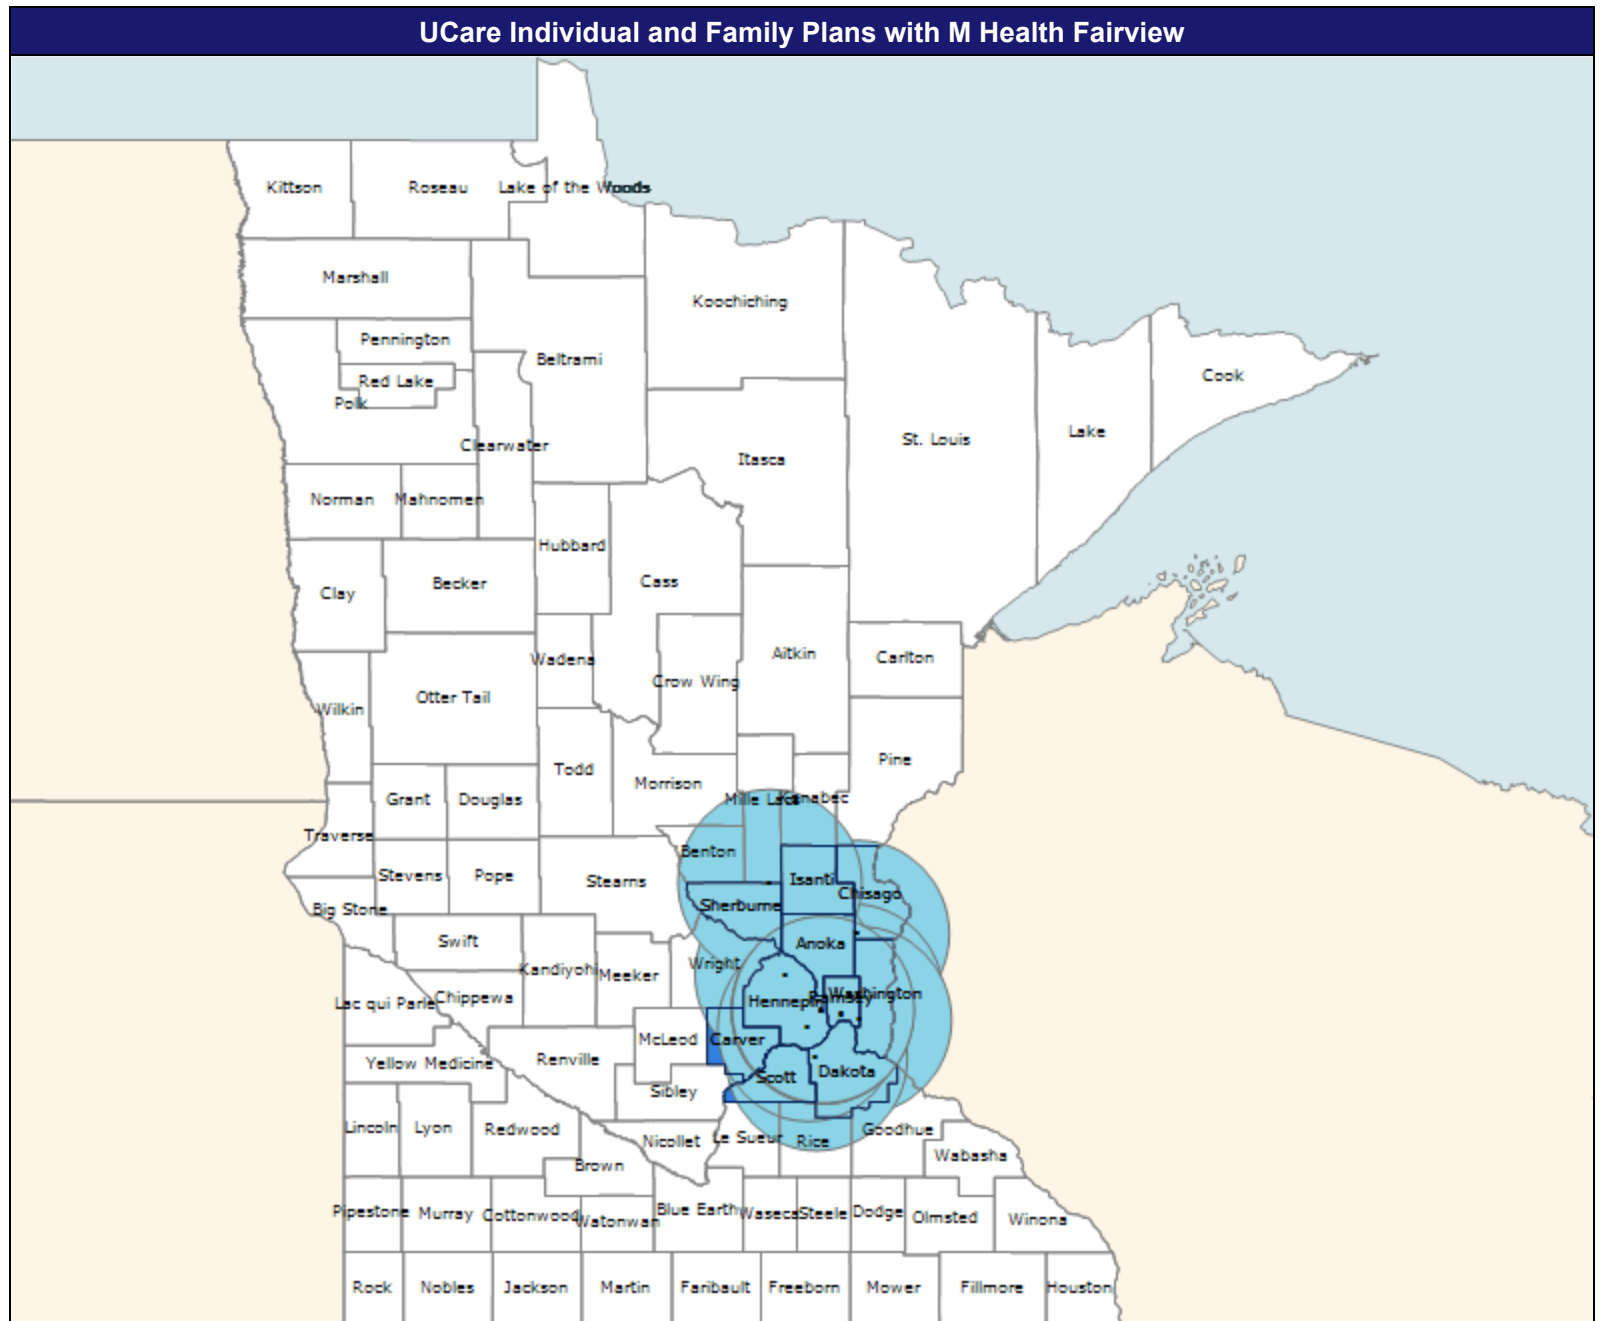 UCare Individual and Family Plans with M Health Fairview
Kittson
Roseau
Lake of the Woods
Marshall
Koochiching
Pennington
Beltrami
Red Lake
Cook
Polk
Lake
St. Louis
Clearwater
Itasca
Norman
Mahnomen
Hubbard
Cass
Becker
Clay
Aitkin
Carlton
Wadena
Crow Wing
Otter Tail
Wilkin
Pine
Todd
Morrison
Grant
Douglas
Mille Lacs
Kanabec
Traverse
Benton
Stevens
Pope
Stearns
Isanti
Chisago
Sherburne
Big Stone
Swift
Anoka
Wright
Kandiyohi
Meeker
Lac qui Parle
Chippewa
Hennepin
Ramsey
Washington
McLeod
Carver
Yellow Medicine
Renville
Scott
Dakota
Sibley
Lincoln
Lyon
Redwood
Nicollet
Le Sueur
Rice
Goodhue
Wabasha
Brown
Pipestone
Murray
Cottonwood
Watonwan
Blue Earth
Waseca
Steele
Dodge
Olmsted
Winona
Rock
Nobles
Jackson
Martin
Faribault
Freeborn
Mower
Fillmore
Houston